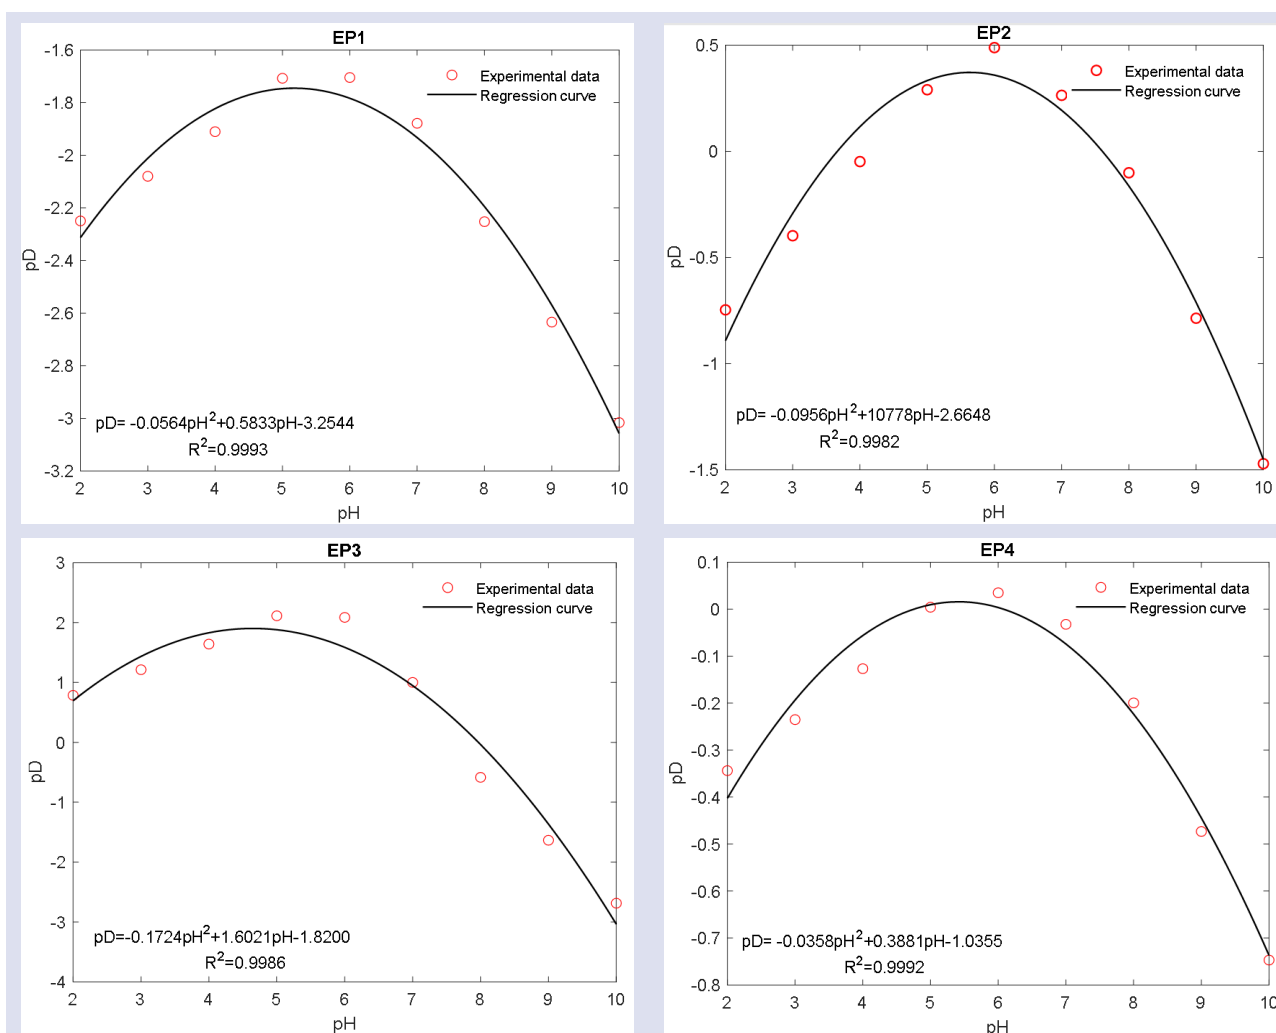 EP1
-1.6
-1.8
-2
-2.2
-2.4
-2.6
-2.8
-3
-3.2
pD
Experimental data
Regression curve
pD= -0.0564pH²+0.5833pH-3.2544
R²=0.9993
2 3 4 5 6 7 8 9 10
pH
EP2
0.5
0
-0.5
-1
-1.5
pD
Experimental data
Regression curve
pD= -0.0956pH²+10778pH-2.6648
R²=0.9982
2 3 4 5 6 7 8 9 10
pH
EP3
3
2
1
0
-1
-2
-3
-4
pD
Experimental data
Regression curve
pD=-0.1724pH²+1.6021pH-1.8200
R²=0.9986
2 3 4 5 6 7 8 9 10
pH
EP4
0.1
0
-0.1
-0.2
-0.3
-0.4
-0.5
-0.6
-0.7
-0.8
pD
Experimental data
Regression curve
pD= -0.0358pH²+0.3881pH-1.0355
R²=0.9992
2 3 4 5 6 7 8 9 10
pH